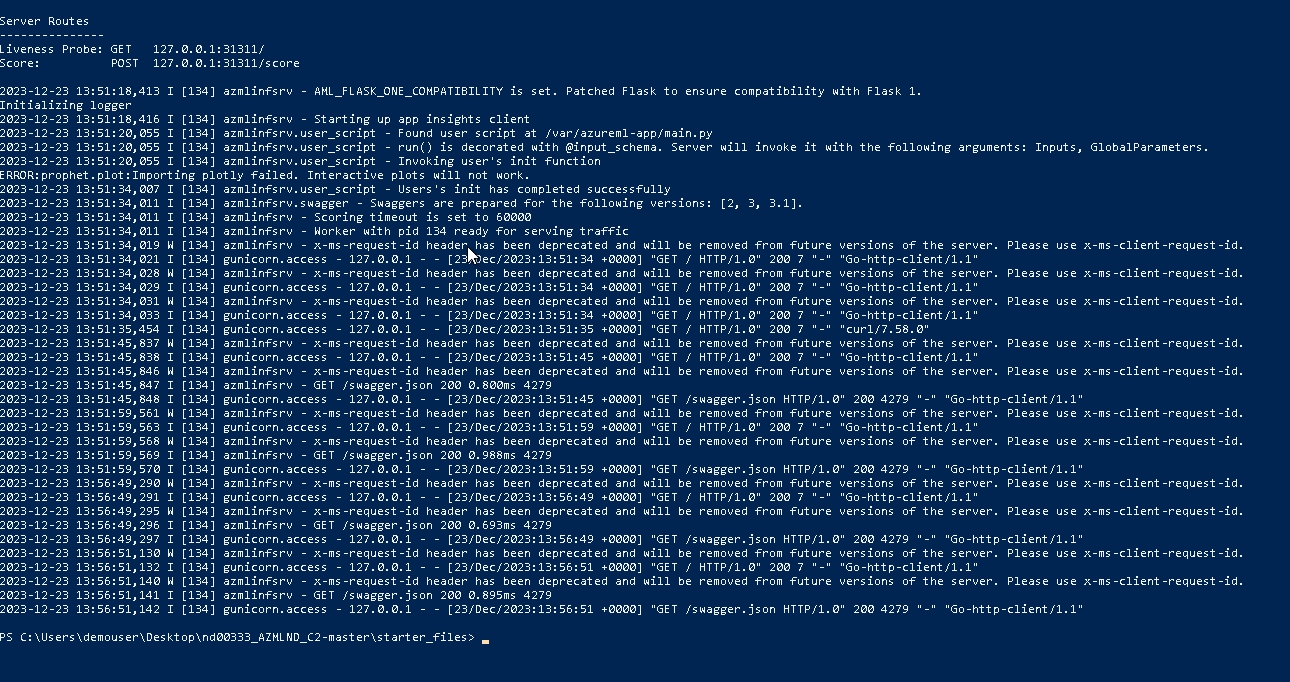 Server Routes
---------------
Liveness Probe: GET   127.0.0.1:31311/
Score:          POST  127.0.0.1:31311/score
2023-12-23 13:51:18,413 I [134] azmlinfsrv - AML_FLASK_ONE_COMPATIBILITY is set. Patched Flask to ensure compatibility with Flask 1.
Initializing logger
2023-12-23 13:51:18,416 I [134] azmlinfsrv - Starting up app insights client
2023-12-23 13:51:20,055 I [134] azmlinfsrv.user_script - Found user script at /var/azureml-app/main.py
2023-12-23 13:51:20,055 I [134] azmlinfsrv.user_script - run() is decorated with @input_schema. Server will invoke it with the following arguments: Inputs, GlobalParameters.
2023-12-23 13:51:20,055 I [134] azmlinfsrv.user_script - Invoking user's init function
ERROR:prophet.plot:Importing plotly failed. Interactive plots will not work.
2023-12-23 13:51:34,007 I [134] azmlinfsrv.user_script - Users's init has completed successfully
2023-12-23 13:51:34,011 I [134] azmlinfsrv.swagger - Swaggers are prepared for the following versions: [2, 3, 3.1].
2023-12-23 13:51:34,011 I [134] azmlinfsrv - Scoring timeout is set to 60000
2023-12-23 13:51:34,011 I [134] azmlinfsrv - Worker with pid 134 ready for serving traffic
2023-12-23 13:51:34,019 W [134] azmlinfsrv - x-ms-request-id header has been deprecated and will be removed from future versions of the server. Please use x-ms-client-request-id.
2023-12-23 13:51:34,021 I [134] gunicorn.access - 127.0.0.1 - - [23/Dec/2023:13:51:34 +0000] "GET / HTTP/1.0" 200 7 "-" "Go-http-client/1.1"
2023-12-23 13:51:34,028 W [134] azmlinfsrv - x-ms-request-id header has been deprecated and will be removed from future versions of the server. Please use x-ms-client-request-id.
2023-12-23 13:51:34,029 I [134] gunicorn.access - 127.0.0.1 - - [23/Dec/2023:13:51:34 +0000] "GET / HTTP/1.0" 200 7 "-" "Go-http-client/1.1"
2023-12-23 13:51:34,031 W [134] azmlinfsrv - x-ms-request-id header has been deprecated and will be removed from future versions of the server. Please use x-ms-client-request-id.
2023-12-23 13:51:34,033 I [134] gunicorn.access - 127.0.0.1 - - [23/Dec/2023:13:51:34 +0000] "GET / HTTP/1.0" 200 7 "-" "Go-http-client/1.1"
2023-12-23 13:51:35,454 I [134] gunicorn.access - 127.0.0.1 - - [23/Dec/2023:13:51:35 +0000] "GET / HTTP/1.0" 200 7 "-" "curl/7.58.0"
2023-12-23 13:51:45,837 W [134] azmlinfsrv - x-ms-request-id header has been deprecated and will be removed from future versions of the server. Please use x-ms-client-request-id.
2023-12-23 13:51:45,838 I [134] gunicorn.access - 127.0.0.1 - - [23/Dec/2023:13:51:45 +0000] "GET / HTTP/1.0" 200 7 "-" "Go-http-client/1.1"
2023-12-23 13:51:45,846 W [134] azmlinfsrv - x-ms-request-id header has been deprecated and will be removed from future versions of the server. Please use x-ms-client-request-id.
2023-12-23 13:51:45,847 I [134] azmlinfsrv - GET /swagger.json 200 0.800ms 4279
2023-12-23 13:51:45,848 I [134] gunicorn.access - 127.0.0.1 - - [23/Dec/2023:13:51:45 +0000] "GET /swagger.json HTTP/1.0" 200 4279 "-" "Go-http-client/1.1"
2023-12-23 13:51:59,561 W [134] azmlinfsrv - x-ms-request-id header has been deprecated and will be removed from future versions of the server. Please use x-ms-client-request-id.
2023-12-23 13:51:59,563 I [134] gunicorn.access - 127.0.0.1 - - [23/Dec/2023:13:51:59 +0000] "GET / HTTP/1.0" 200 7 "-" "Go-http-client/1.1"
2023-12-23 13:51:59,568 W [134] azmlinfsrv - x-ms-request-id header has been deprecated and will be removed from future versions of the server. Please use x-ms-client-request-id.
2023-12-23 13:51:59,569 I [134] azmlinfsrv - GET /swagger.json 200 0.988ms 4279
2023-12-23 13:51:59,570 I [134] gunicorn.access - 127.0.0.1 - - [23/Dec/2023:13:51:59 +0000] "GET /swagger.json HTTP/1.0" 200 4279 "-" "Go-http-client/1.1"
2023-12-23 13:56:49,290 W [134] azmlinfsrv - x-ms-request-id header has been deprecated and will be removed from future versions of the server. Please use x-ms-client-request-id.
2023-12-23 13:56:49,291 I [134] gunicorn.access - 127.0.0.1 - - [23/Dec/2023:13:56:49 +0000] "GET / HTTP/1.0" 200 7 "-" "Go-http-client/1.1"
2023-12-23 13:56:49,295 W [134] azmlinfsrv - x-ms-request-id header has been deprecated and will be removed from future versions of the server. Please use x-ms-client-request-id.
2023-12-23 13:56:49,296 I [134] azmlinfsrv - GET /swagger.json 200 0.693ms 4279
2023-12-23 13:56:49,297 I [134] gunicorn.access - 127.0.0.1 - - [23/Dec/2023:13:56:49 +0000] "GET /swagger.json HTTP/1.0" 200 4279 "-" "Go-http-client/1.1"
2023-12-23 13:56:51,130 W [134] azmlinfsrv - x-ms-request-id header has been deprecated and will be removed from future versions of the server. Please use x-ms-client-request-id.
2023-12-23 13:56:51,132 I [134] gunicorn.access - 127.0.0.1 - - [23/Dec/2023:13:56:51 +0000] "GET / HTTP/1.0" 200 7 "-" "Go-http-client/1.1"
2023-12-23 13:56:51,140 W [134] azmlinfsrv - x-ms-request-id header has been deprecated and will be removed from future versions of the server. Please use x-ms-client-request-id.
2023-12-23 13:56:51,141 I [134] azmlinfsrv - GET /swagger.json 200 0.895ms 4279
2023-12-23 13:56:51,142 I [134] gunicorn.access - 127.0.0.1 - - [23/Dec/2023:13:56:51 +0000] "GET /swagger.json HTTP/1.0" 200 4279 "-" "Go-http-client/1.1"
PS C:\Users\demouser\Desktop\nd00333_AZMLND_C2-master\starter_files>